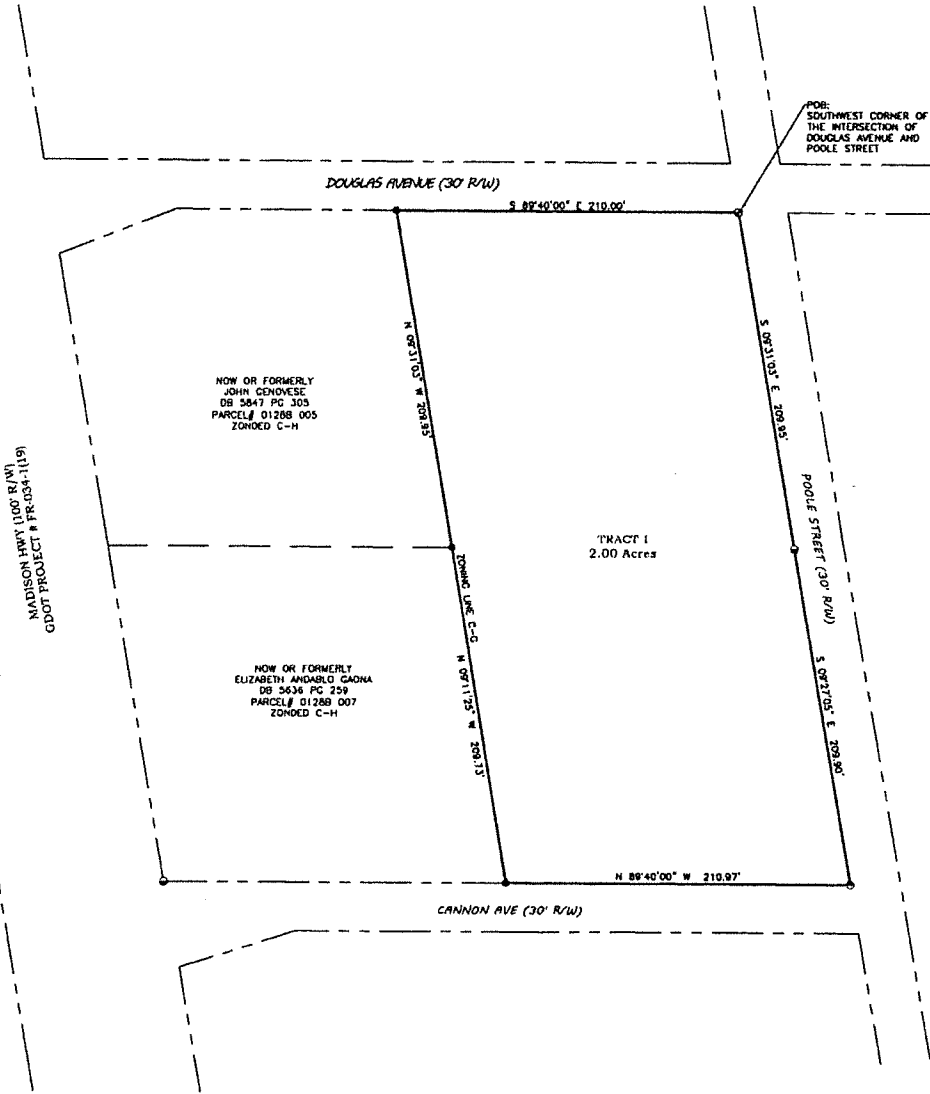 POB:
SOUTHWEST CORNER OF
THE INTERSECTION OF
DOUGLAS AVENUE AND
POOLE STREET
DOUGLAS AVENUE (30' R/W)
S 89°40'00" E 210.00'
N 09°31'03" W 209.95'
S 09°31'03" E 209.95'
NOW OR FORMERLY
JOHN GENOVESE
DB 5847 PG 305
PARCEL# 0128B 005
ZONDED C-H
MADISON HWY (100' R/W)
GDOT PROJECT # FR-034-1(19)
POOLE STREET (30' R/W)
TRACT 1
2.00 Acres
ZONING LINE C-G
NOW OR FORMERLY
ELIZABETH ANDABLO GAONA
DB 5636 PG 259
PARCEL# 0128B 007
ZONDED C-H
N 09°11'25" W 209.73'
S 09°27'05" E 209.90'
N 89°40'00" W 210.97'
CANNON AVE (30' R/W)